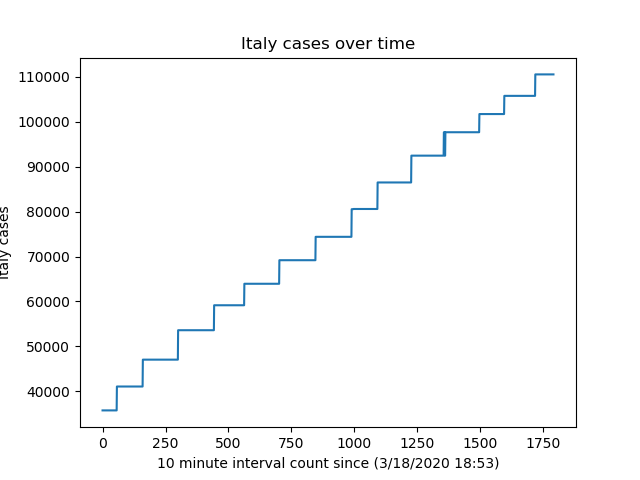 Italy cases over time
110000
100000
90000
80000
70000
60000
50000
40000
Italy cases
0 250 500 750 1000 1250 1500 1750
10 minute interval count since (3/18/2020 18:53)